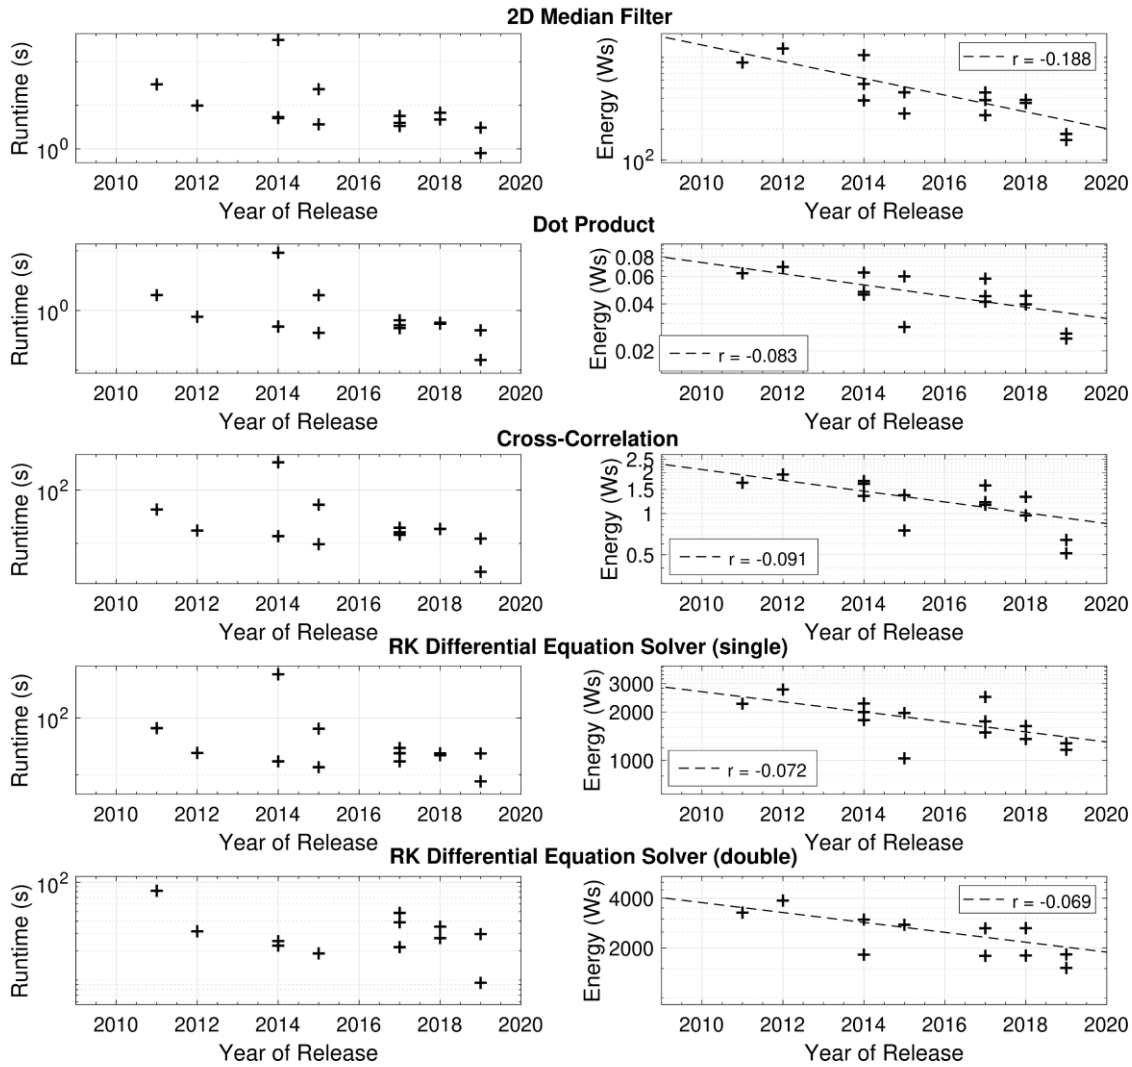 2D Median Filter
Runtime (s)
10^0
2010 2012 2014 2016 2018 2020
Year of Release
Energy (Ws)
10^2
r = -0.188
2010 2012 2014 2016 2018 2020
Year of Release
Dot Product
Runtime (s)
10^0
2010 2012 2014 2016 2018 2020
Year of Release
Energy (Ws)
0.08
0.06
0.04
0.02
r = -0.083
2010 2012 2014 2016 2018 2020
Year of Release
Cross-Correlation
Runtime (s)
10^2
2010 2012 2014 2016 2018 2020
Year of Release
Energy (Ws)
2.5
2
1.5
1
0.5
r = -0.091
2010 2012 2014 2016 2018 2020
Year of Release
RK Differential Equation Solver (single)
Runtime (s)
10^2
2010 2012 2014 2016 2018 2020
Year of Release
Energy (Ws)
3000
2000
1000
r = -0.072
2010 2012 2014 2016 2018 2020
Year of Release
RK Differential Equation Solver (double)
Runtime (s)
10^2
2010 2012 2014 2016 2018 2020
Year of Release
Energy (Ws)
4000
2000
r = -0.069
2010 2012 2014 2016 2018 2020
Year of Release